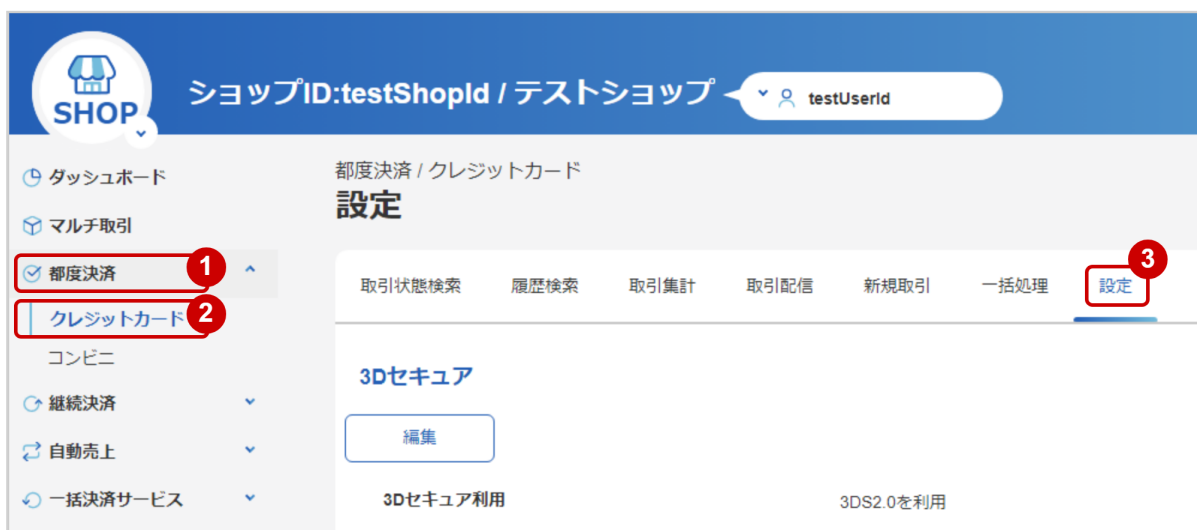 SHOP
ショップID:testShopId / テストショップ
testUserId
ダッシュボード
マルチ取引
都度決済
1
クレジットカード
2
コンビニ
継続決済
自動売上
一括決済サービス
都度決済 / クレジットカード
設定
取引状態検索 履歴検索 取引集計 取引配信 新規取引 一括処理 設定
3
3Dセキュア
編集
3Dセキュア利用 3DS2.0を利用